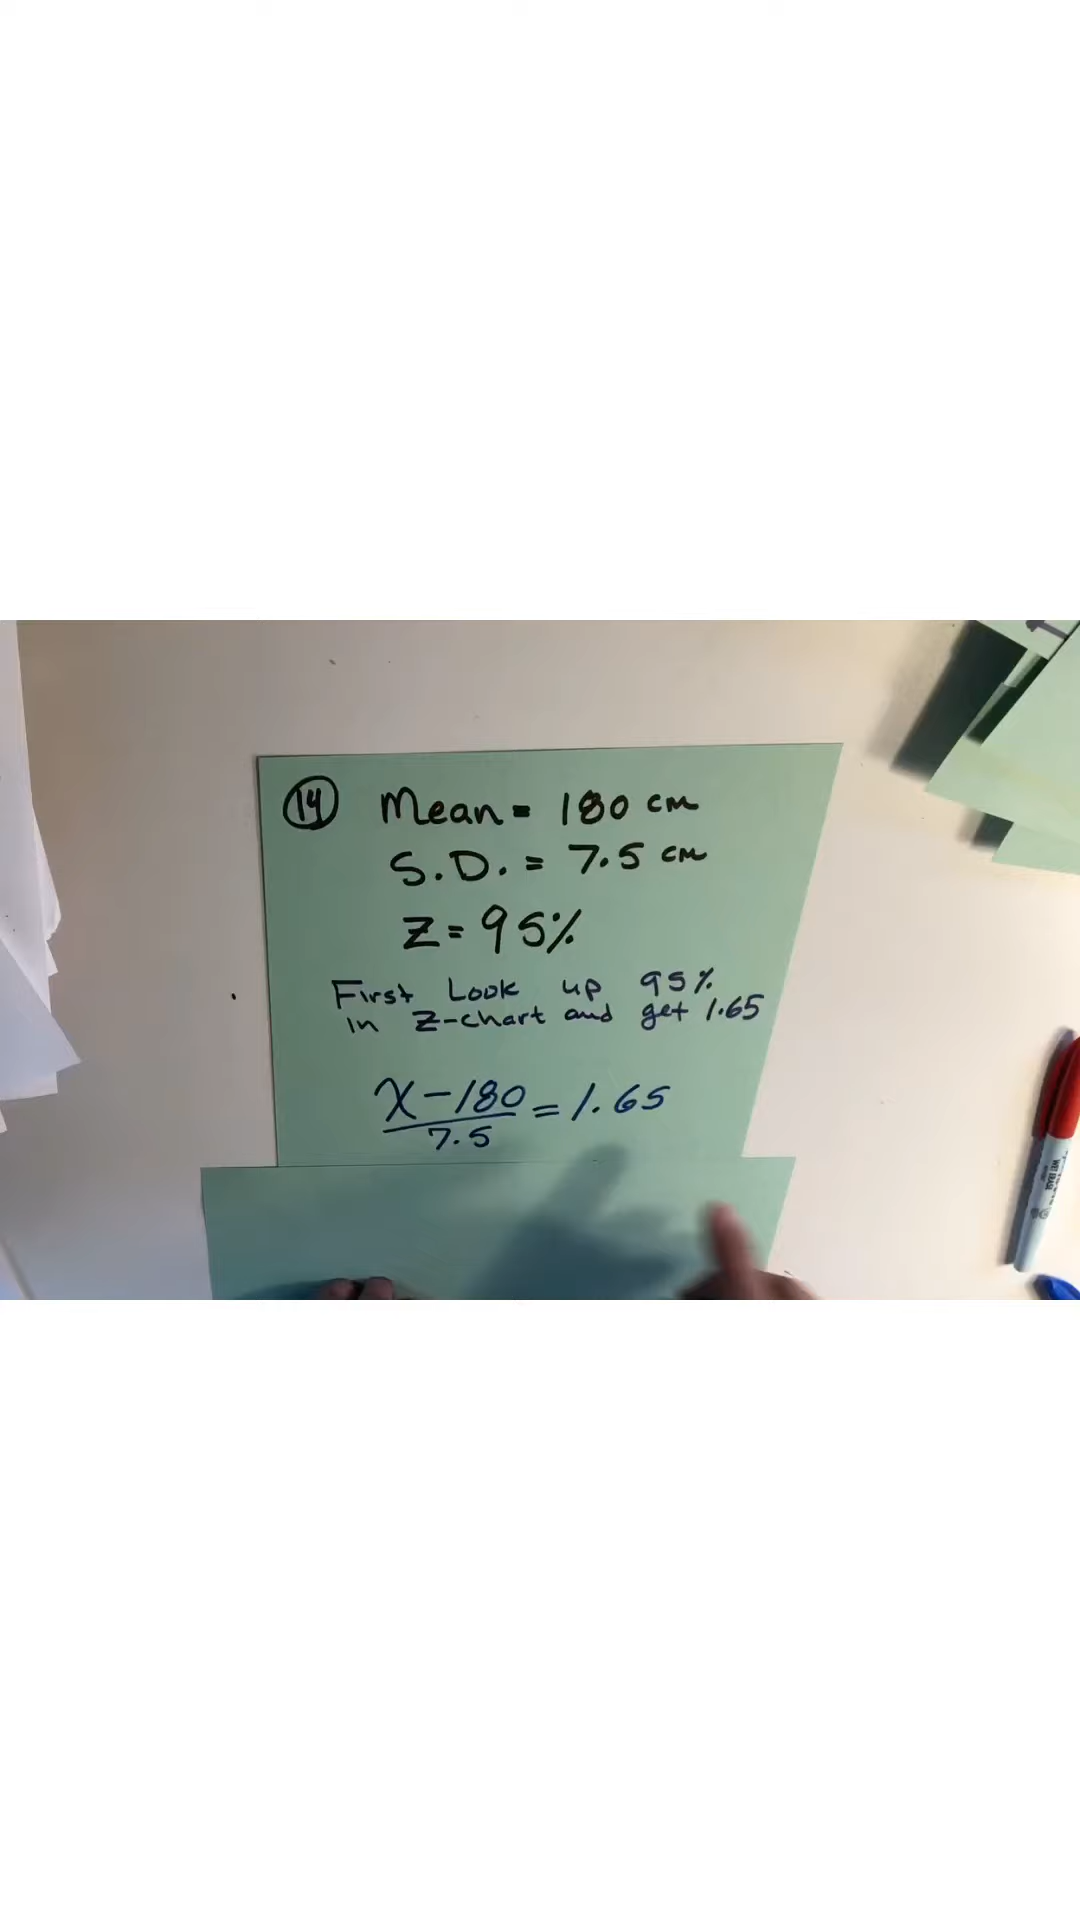 14 Mean = 180 cm
S.D. = 7.5 cm
Z = 95%
First Look up 95%
in Z-chart and get 1.65
X-180 = 1.65
7.5